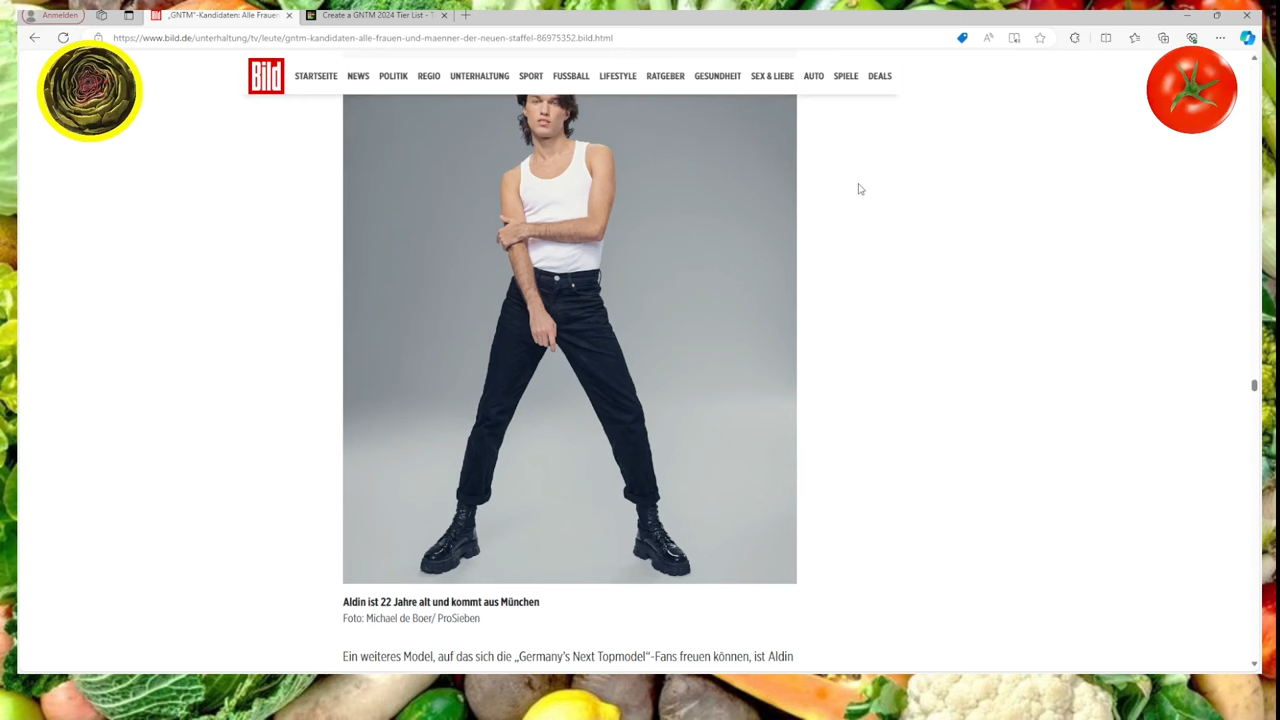 Anmelden
„GNTM“-Kandidaten: Alle Frauen
Create a GNTM 2024 Tier List - T
https://www.bild.de/unterhaltung/tv/leute/gntm-kandidaten-alle-frauen-und-maenner-der-neuen-staffel-86975352.bild.html
Bild STARTSEITE NEWS POLITIK REGIO UNTERHALTUNG SPORT FUSSBALL LIFESTYLE RATGEBER GESUNDHEIT SEX & LIEBE AUTO SPIELE DEALS
Aldin ist 22 Jahre alt und kommt aus München
Foto: Michael de Boer/ ProSieben
Ein weiteres Model, auf das sich die „Germany’s Next Topmodel“-Fans freuen können, ist Aldin